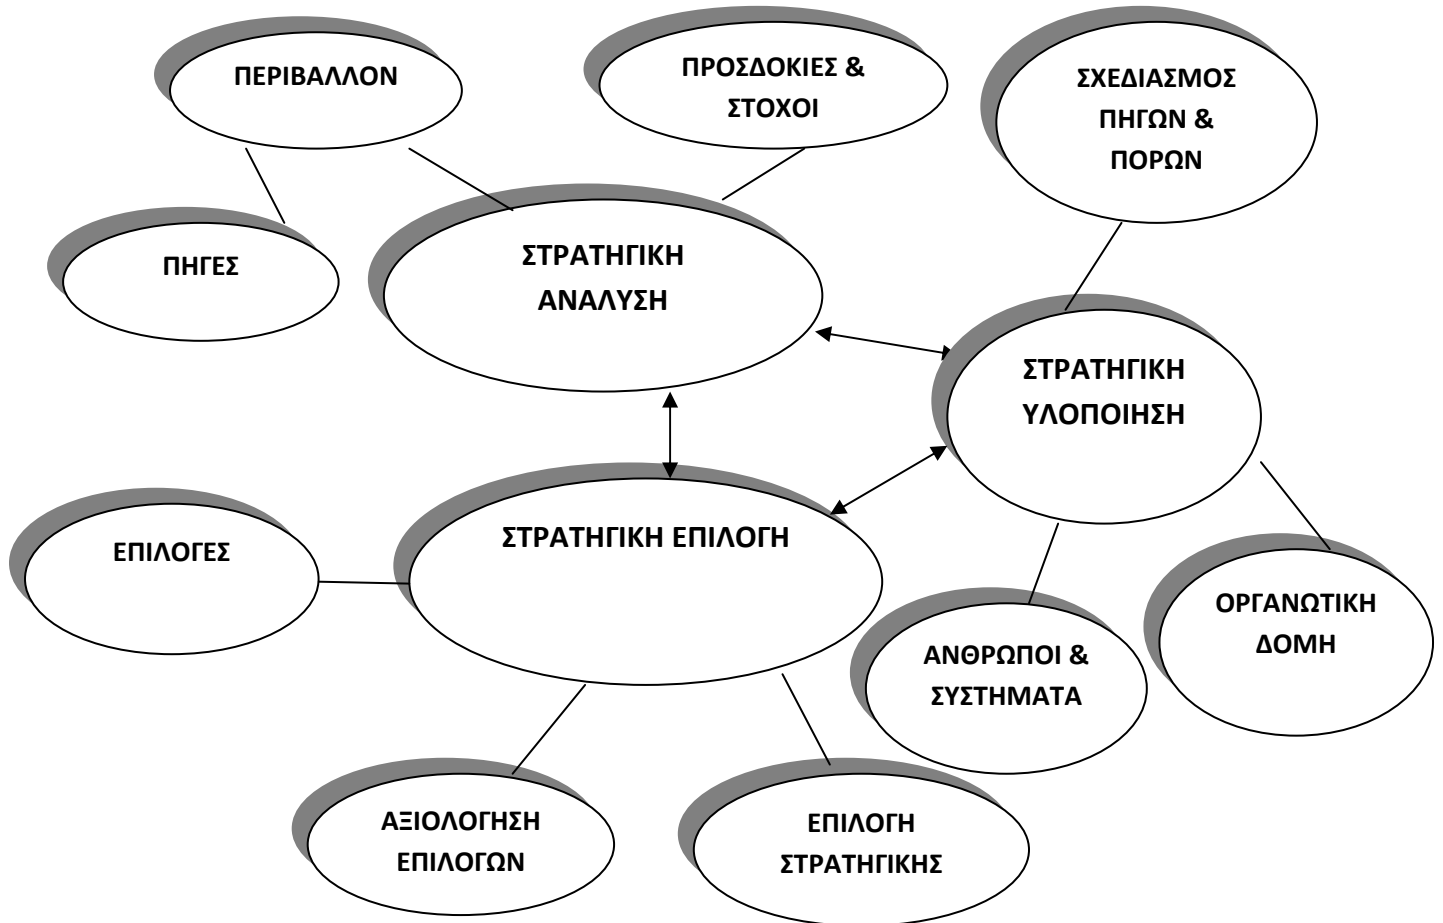 ΠΕΡΙΒΑΛΛΟΝ
ΠΡΟΣΔΟΚΙΕΣ &
ΣΤΟΧΟΙ
ΣΧΕΔΙΑΣΜΟΣ
ΠΗΓΩΝ &
ΠΟΡΩΝ
ΠΗΓΕΣ
ΣΤΡΑΤΗΓΙΚΗ
ΑΝΑΛΥΣΗ
ΣΤΡΑΤΗΓΙΚΗ
ΥΛΟΠΟΙΗΣΗ
ΕΠΙΛΟΓΕΣ
ΣΤΡΑΤΗΓΙΚΗ ΕΠΙΛΟΓΗ
ΑΝΘΡΩΠΟΙ &
ΣΥΣΤΗΜΑΤΑ
ΟΡΓΑΝΩΤΙΚΗ
ΔΟΜΗ
ΑΞΙΟΛΟΓΗΣΗ
ΕΠΙΛΟΓΩΝ
ΕΠΙΛΟΓΗ
ΣΤΡΑΤΗΓΙΚΗΣ